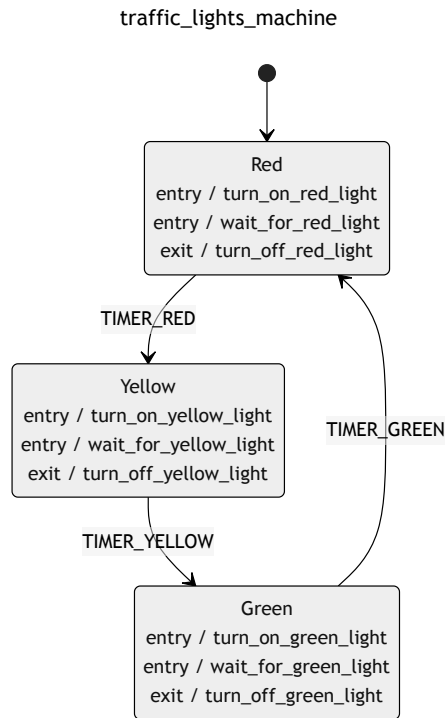 traffic_lights_machine
Red
entry / turn_on_red_light
entry / wait_for_red_light
exit / turn_off_red_light
TIMER_RED
Yellow
entry / turn_on_yellow_light
entry / wait_for_yellow_light
exit / turn_off_yellow_light
TIMER_GREEN
TIMER_YELLOW
Green
entry / turn_on_green_light
entry / wait_for_green_light
exit / turn_off_green_light